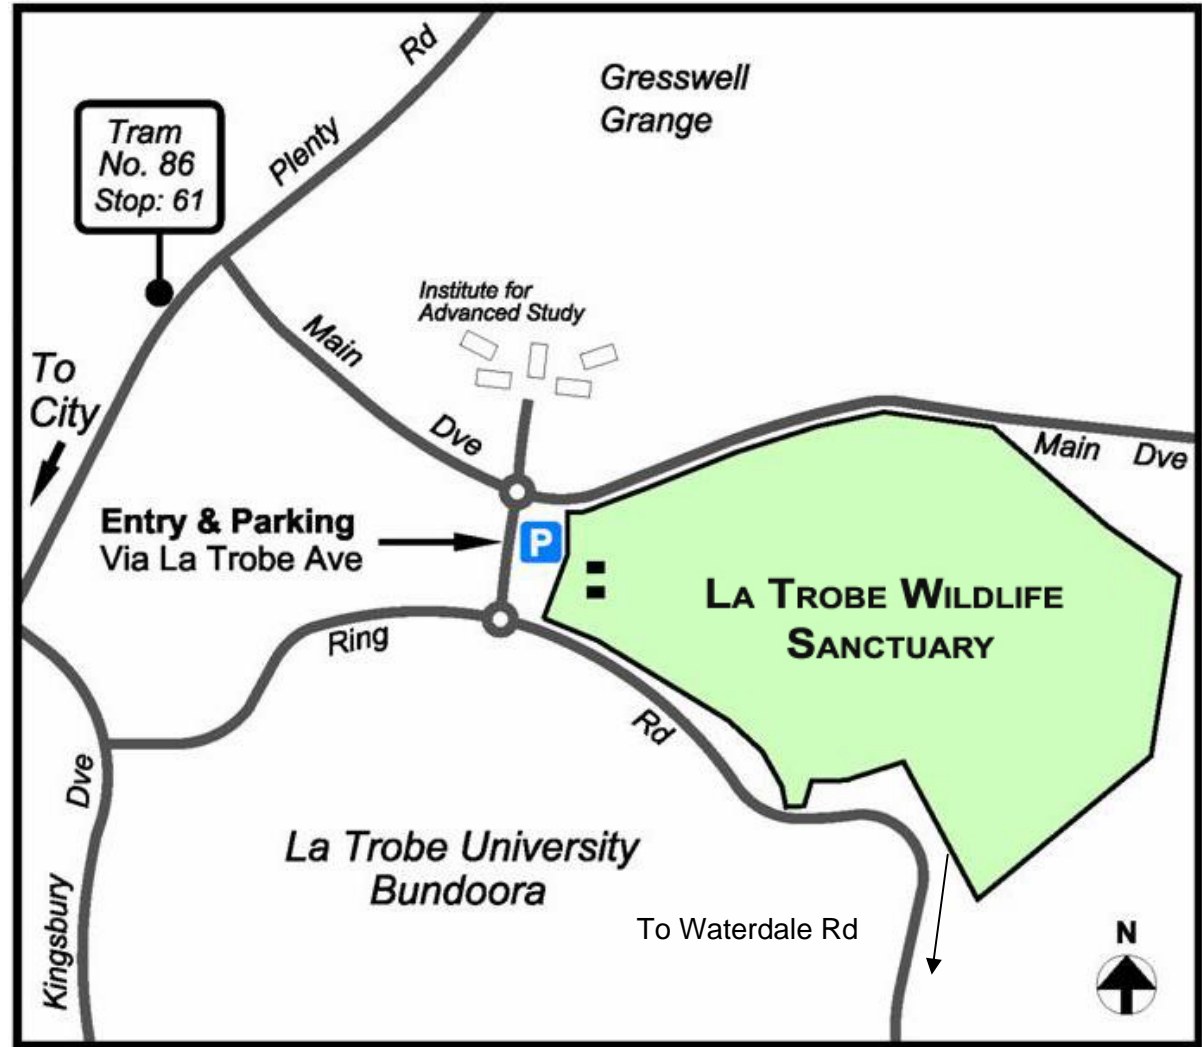 Rd
Plenty
Gresswell
Grange
Tram
No. 86
Stop: 61
Institute for
Advanced Study
Main
Dve
To
City
Main Dve
Entry & Parking
Via La Trobe Ave
P
LA TROBE WILDLIFE
SANCTUARY
Ring
Rd
Dve
Kingsbury
La Trobe University
Bundoora
To Waterdale Rd
N